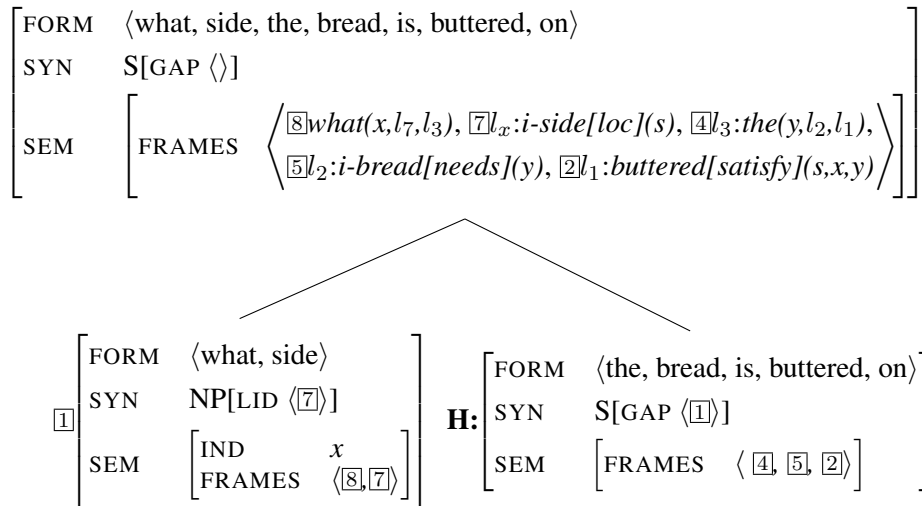 FORM ⟨what, side, the, bread, is, buttered, on⟩
SYN S[GAP ⟨⟩]
SEM [FRAMES ⟨[8]what(x,l₇,l₃), [7]lₓ:i-side[loc](s), [4]l₃:the(y,l₂,l₁),
[5]l₂:i-bread[needs](y), [2]l₁:buttered[satisfy](s,x,y)⟩]
[1] FORM ⟨what, side⟩
SYN NP[LID ⟨[7]⟩]
SEM [IND x
FRAMES ⟨[8],[7]⟩]
H: FORM ⟨the, bread, is, buttered, on⟩
SYN S[GAP ⟨[1]⟩]
SEM [FRAMES ⟨ [4], [5], [2]⟩]